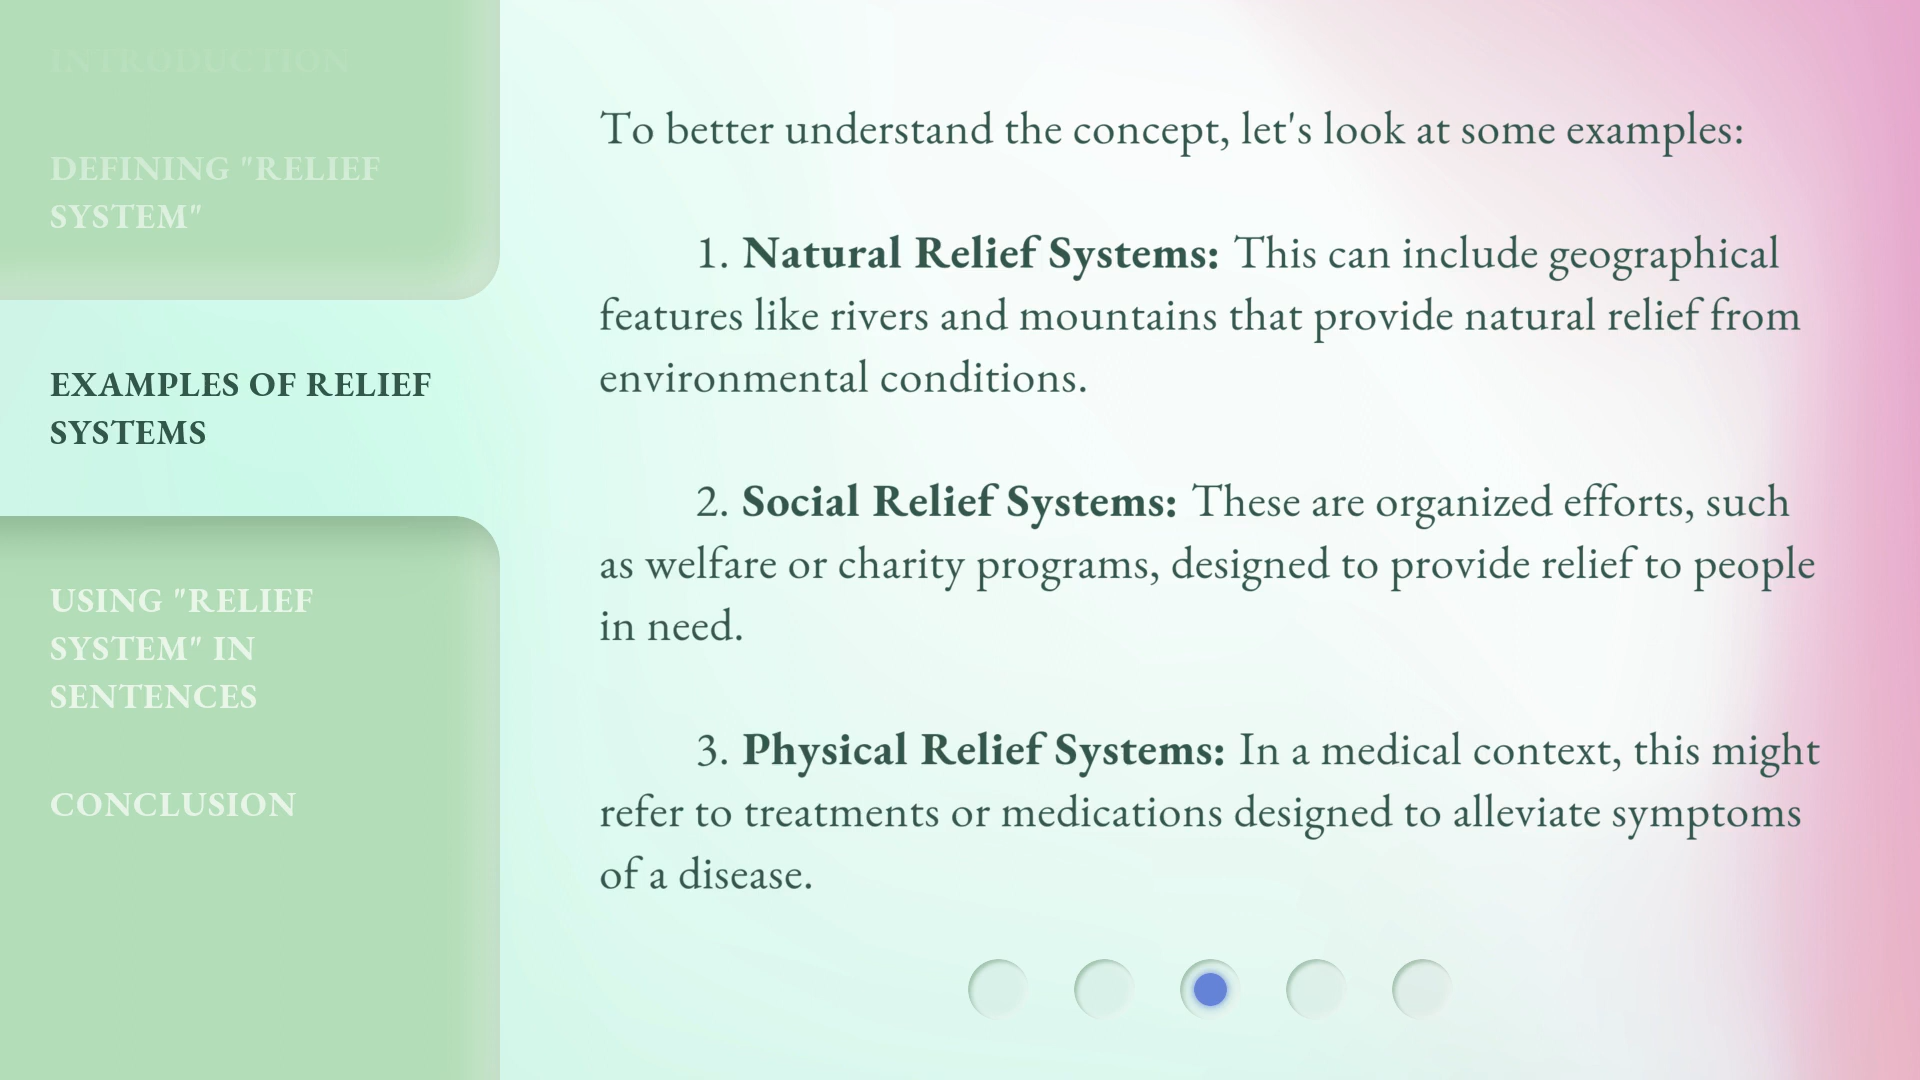 INTRODUCTION
DEFINING "RELIEF
SYSTEM"
EXAMPLES OF RELIEF
SYSTEMS
USING "RELIEF
SYSTEM" IN
SENTENCES
CONCLUSION
To better understand the concept, let's look at some examples:
1. Natural Relief Systems: This can include geographical
features like rivers and mountains that provide natural relief from
environmental conditions.
2. Social Relief Systems: These are organized efforts, such
as welfare or charity programs, designed to provide relief to people
in need.
3. Physical Relief Systems: In a medical context, this might
refer to treatments or medications designed to alleviate symptoms
of a disease.